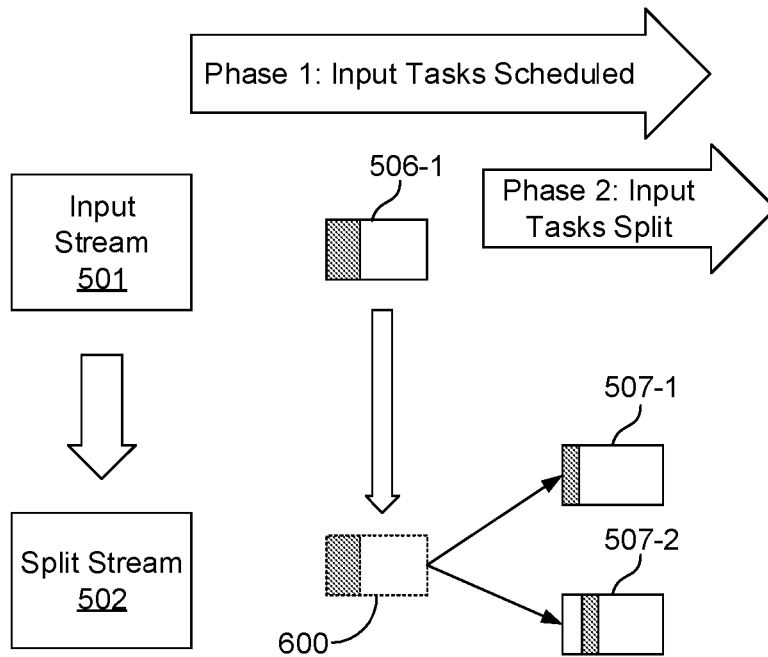 Phase 1: Input Tasks Scheduled
506-1
Phase 2: Input
Tasks Split
Input
Stream
501
507-1
507-2
Split Stream
502
600